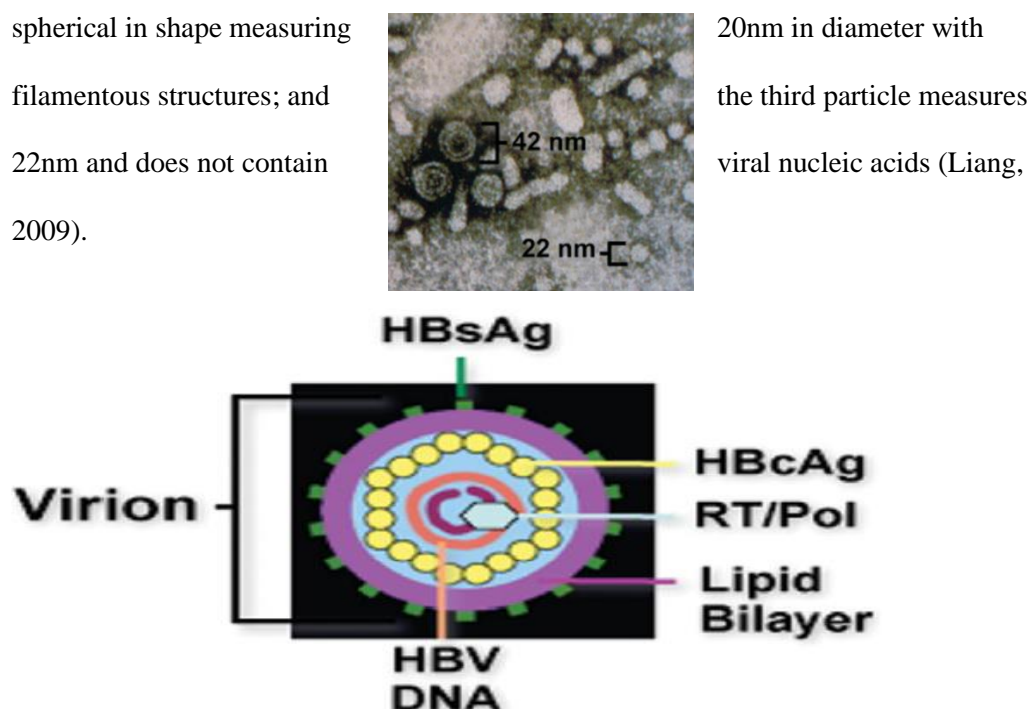 spherical in shape measuring 20nm in diameter with
filamentous structures; and the third particle measures
22nm and does not contain viral nucleic acids (Liang,
2009).
42 nm
22 nm
HBsAg
Virion
HBcAg
RT/Pol
Lipid
Bilayer
HBV
DNA